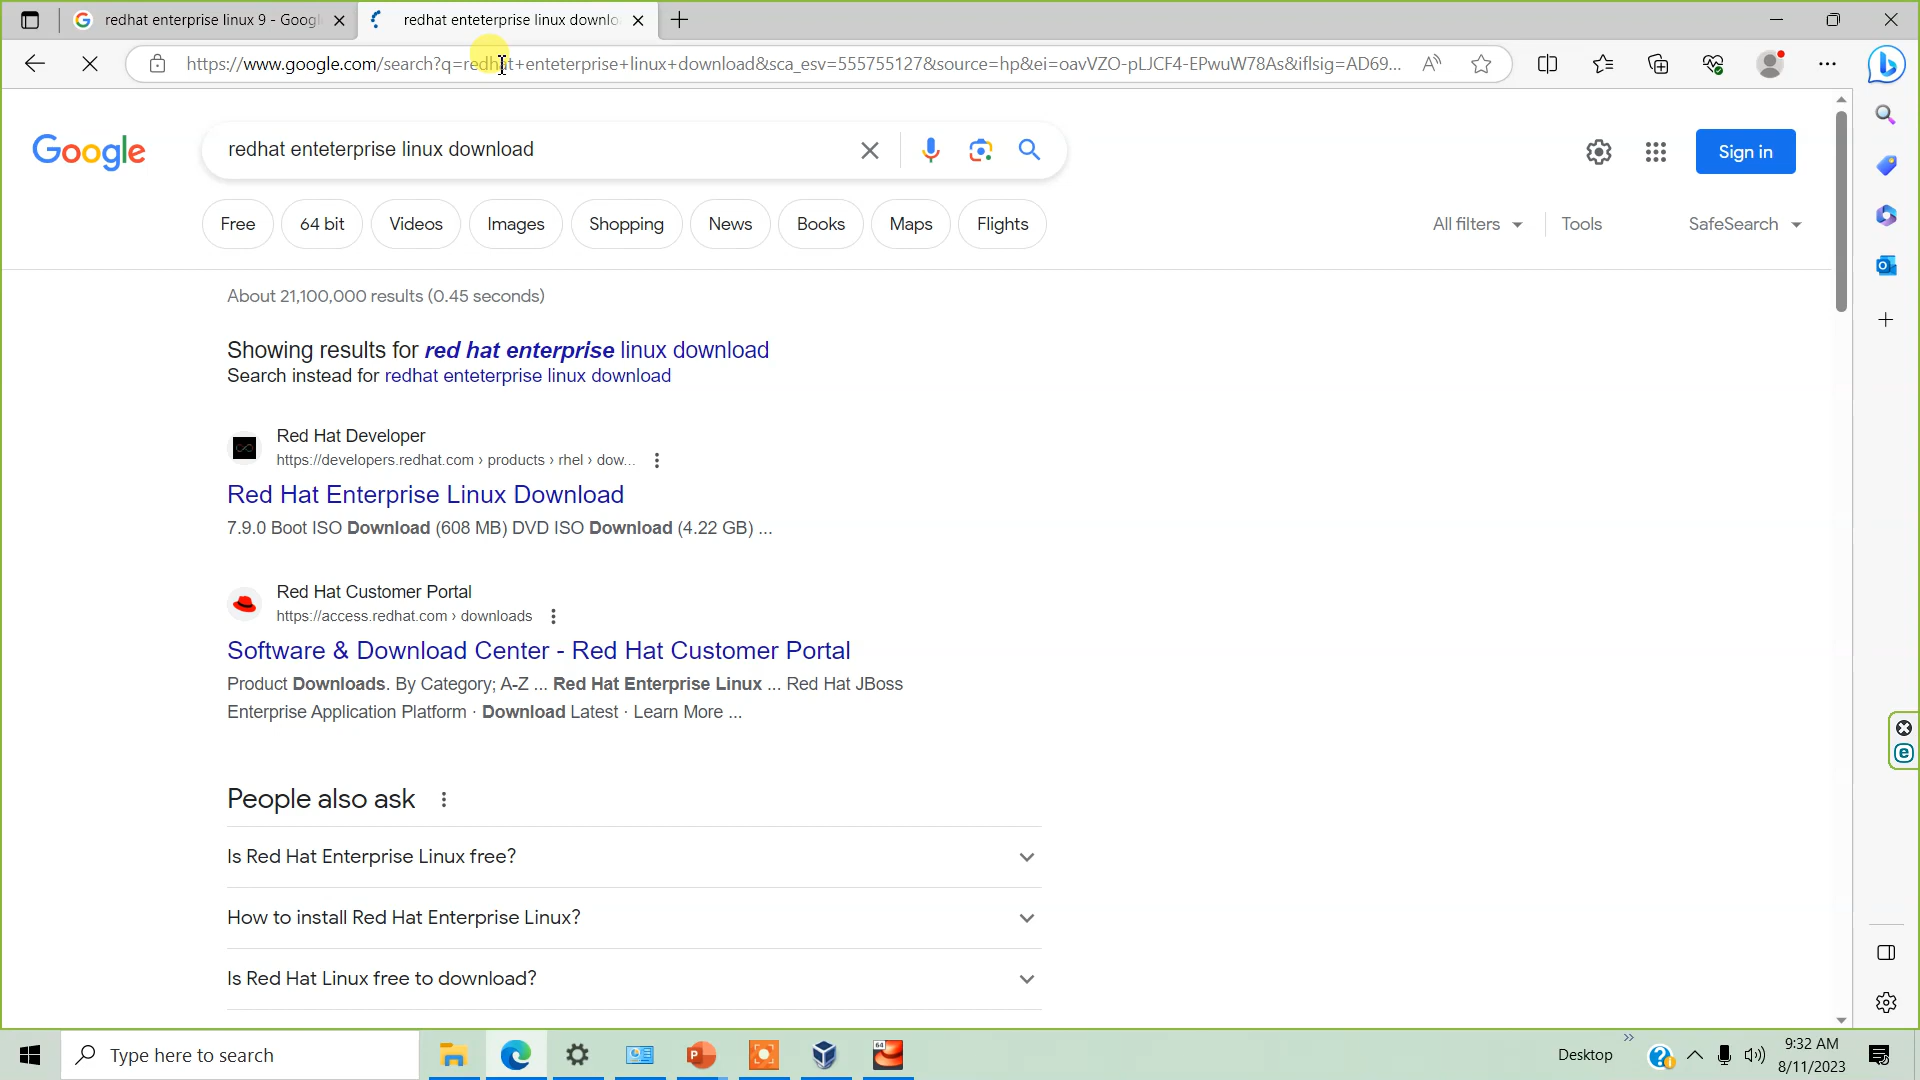 redhat enterprise linux 9 - Googl
redhat enteterprise linux downlo
https://www.google.com/search?q=redhat+enteterprise+linux+download&sca_esv=555755127&source=hp&ei=oavVZO-pLJCF4-EPwuW78As&iflsig=AD69...
Google
redhat enteterprise linux download
Sign in
Free
64 bit
Videos
Images
Shopping
News
Books
Maps
Flights
All filters
Tools
SafeSearch
About 21,100,000 results (0.45 seconds)
Showing results for red hat enterprise linux download
Search instead for redhat enteterprise linux download
Red Hat Developer
https://developers.redhat.com › products › rhel › dow...
Red Hat Enterprise Linux Download
7.9.0 Boot ISO Download (608 MB) DVD ISO Download (4.22 GB) ...
Red Hat Customer Portal
https://access.redhat.com › downloads
Software & Download Center - Red Hat Customer Portal
Product Downloads. By Category; A-Z ... Red Hat Enterprise Linux ... Red Hat JBoss
Enterprise Application Platform · Download Latest · Learn More ...
People also ask
Is Red Hat Enterprise Linux free?
How to install Red Hat Enterprise Linux?
Is Red Hat Linux free to download?
Type here to search
64
Desktop
9:32 AM
8/11/2023